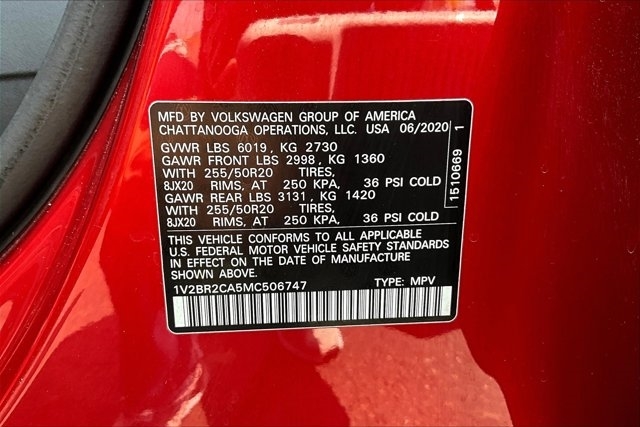 MFD BY VOLKSWAGEN GROUP OF AMERICA
CHATTANOOGA OPERATIONS, LLC. USA 06/2020
GVWR LBS 6019, KG 2730
GAWR FRONT LBS 2998, KG 1360
WITH 255/50R20 TIRES,
8JX20 RIMS, AT 250 KPA, 36 PSI COLD
GAWR REAR LBS 3131, KG 1420
WITH 255/50R20 TIRES,
8JX20 RIMS, AT 250 KPA, 36 PSI COLD
THIS VEHICLE CONFORMS TO ALL APPLICABLE
U.S. FEDERAL MOTOR VEHICLE SAFETY STANDARDS
IN EFFECT ON THE DATE OF MANUFACTURE
SHOWN ABOVE.
1V2BR2CA5MC506747 TYPE: MPV
1510669 1